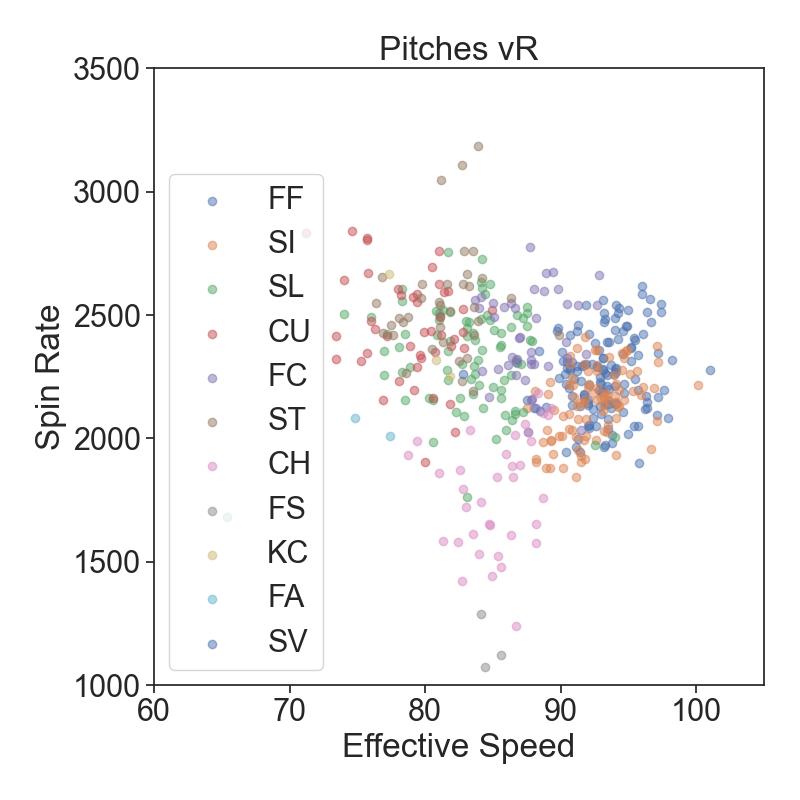 Pitches vR
3500
3000
2500
2000
1500
1000
Spin Rate
FF
SI
SL
CU
FC
ST
CH
FS
KC
FA
SV
60 70 80 90 100
Effective Speed